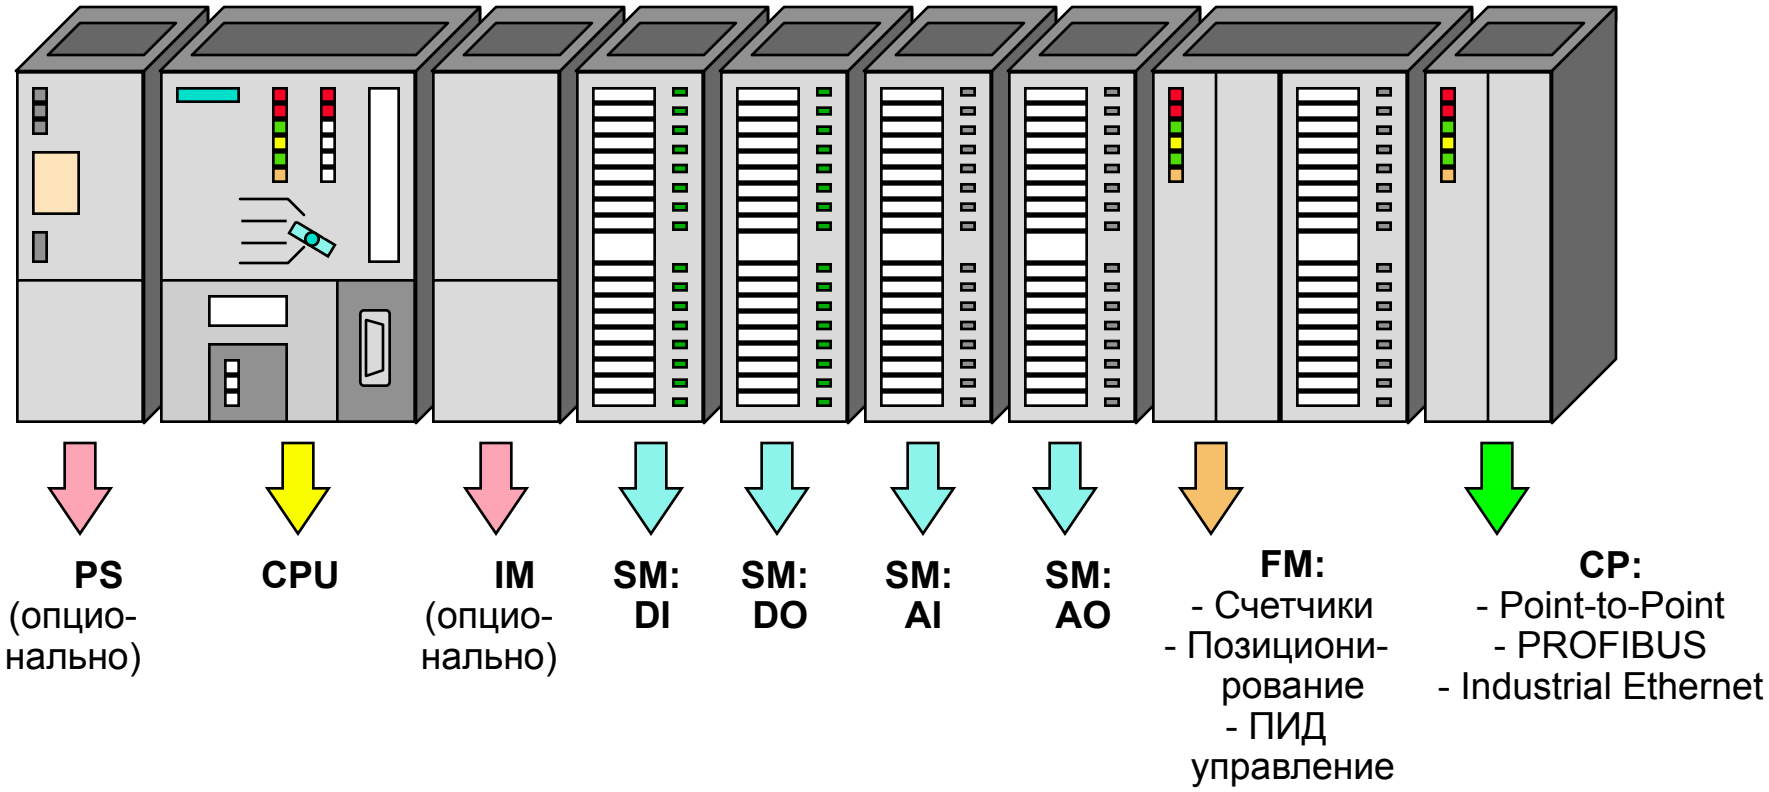 PS
(опцио-
нально)
CPU
IM
(опцио-
нально)
SM:
DI
SM:
DO
SM:
AI
SM:
AO
FM:
- Счетчики
- Позициони-
рование
- ПИД
управление
CP:
- Point-to-Point
- PROFIBUS
- Industrial Ethernet